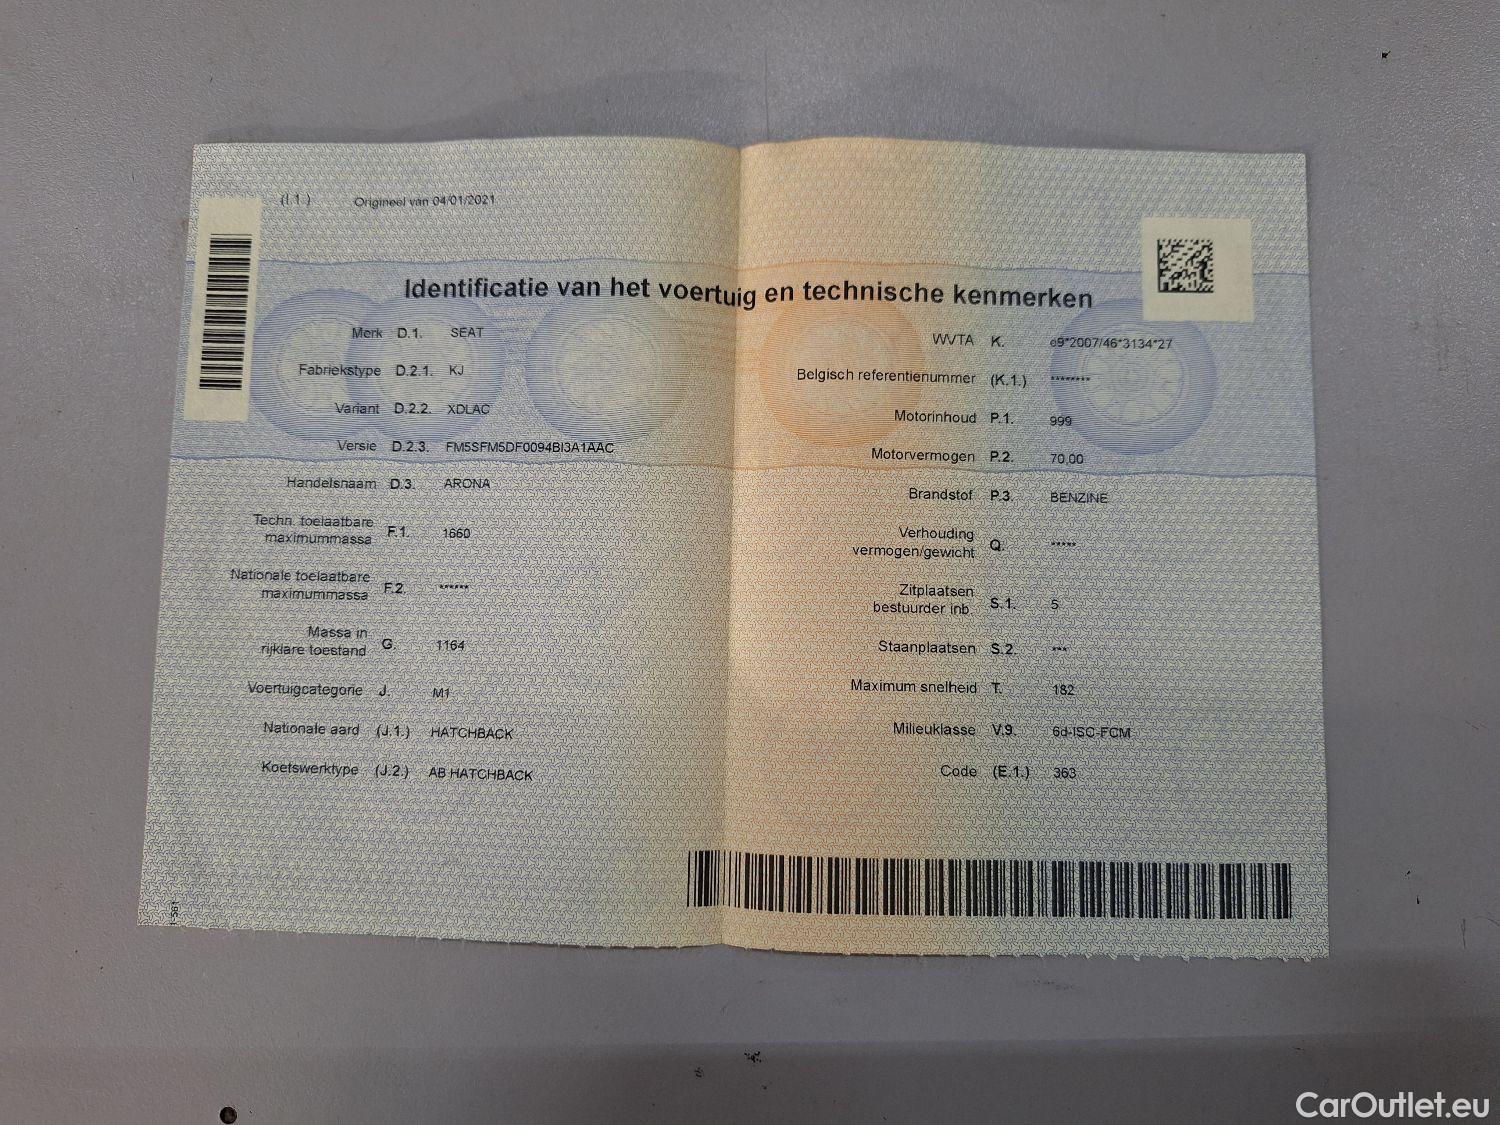 (I.1.) Origineel van 04/01/2021
Identificatie van het voertuig en technische kenmerken
Merk D.1. SEAT
Fabriekstype D.2.1. KJ
Variant D.2.2. XDLAC
Versie D.2.3. FM5SFM5DF0094BI3A1AAC
Handelsnaam D.3. ARONA
Techn. toelaatbare
maximummassa F.1. 1660
Nationale toelaatbare
maximummassa F.2. ******
Massa in
rijklare toestand G. 1164
Voertuigcategorie J. M1
Nationale aard (J.1.) HATCHBACK
Koetswerktype (J.2.) AB HATCHBACK
I-581
WVTA K. e9*2007/46*3134*27
Belgisch referentienummer (K.1.) ********
Motorinhoud P.1. 999
Motorvermogen P.2. 70,00
Brandstof P.3. BENZINE
Verhouding
vermogen/gewicht Q. *****
Zitplaatsen
bestuurder inb. S.1. 5
Staanplaatsen S.2. ***
Maximum snelheid T. 182
Milieuklasse V.9. 6d-ISC-FCM
Code (E.1.) 363
CarOutlet.eu